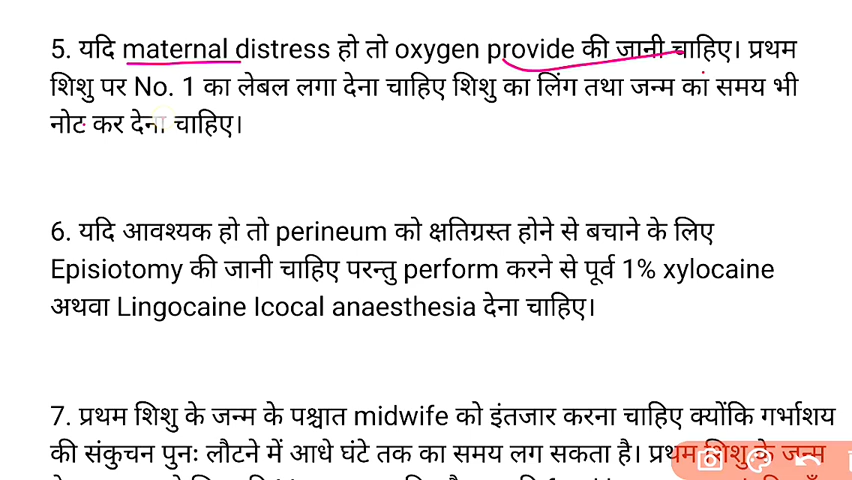 5. यदि maternal distress हो तो oxygen provide की जानी चाहिए। प्रथम
शिशु पर No. 1 का लेबल लगा देना चाहिए शिशु का लिंग तथा जन्म का समय भी
नोट कर देना चाहिए।
6. यदि आवश्यक हो तो perineum को क्षतिग्रस्त होने से बचाने के लिए
Episiotomy की जानी चाहिए परन्तु perform करने से पूर्व 1% xylocaine
अथवा Lingocaine Icocal anaesthesia देना चाहिए।
7. प्रथम शिशु के जन्म के पश्चात midwife को इंतजार करना चाहिए क्योंकि गर्भाशय
की संकुचन पुनः लौटने में आधे घंटे तक का समय लग सकता है। प्रथम शिशु के जन्म